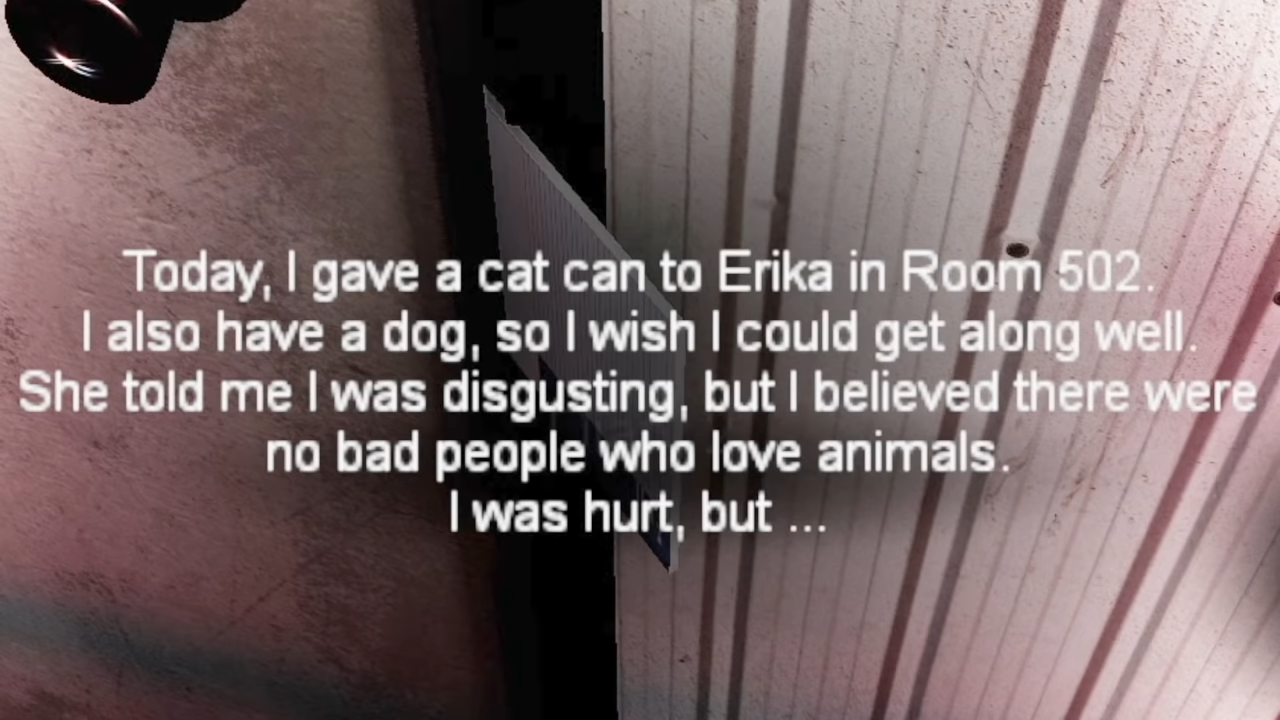 Today, I gave a cat can to Erika in Room 502.
I also have a dog, so I wish I could get along well.
She told me I was disgusting, but I believed there were
no bad people who love animals.
I was hurt, but ...